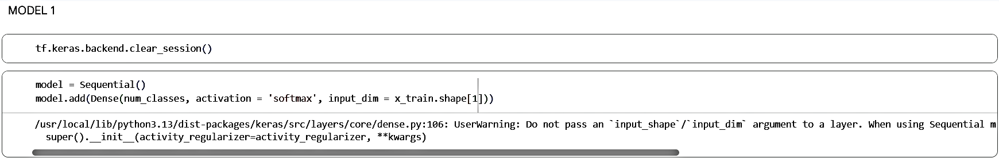 MODEL 1
tf.keras.backend.clear_session()
model = Sequential()
model.add(Dense(num_classes, activation = 'softmax', input_dim = x_train.shape[1]))
/usr/local/lib/python3.13/dist-packages/keras/src/layers/core/dense.py:106: UserWarning: Do not pass an `input_shape`/`input_dim` argument to a layer. When using Sequential m
super().__init__(activity_regularizer=activity_regularizer, **kwargs)